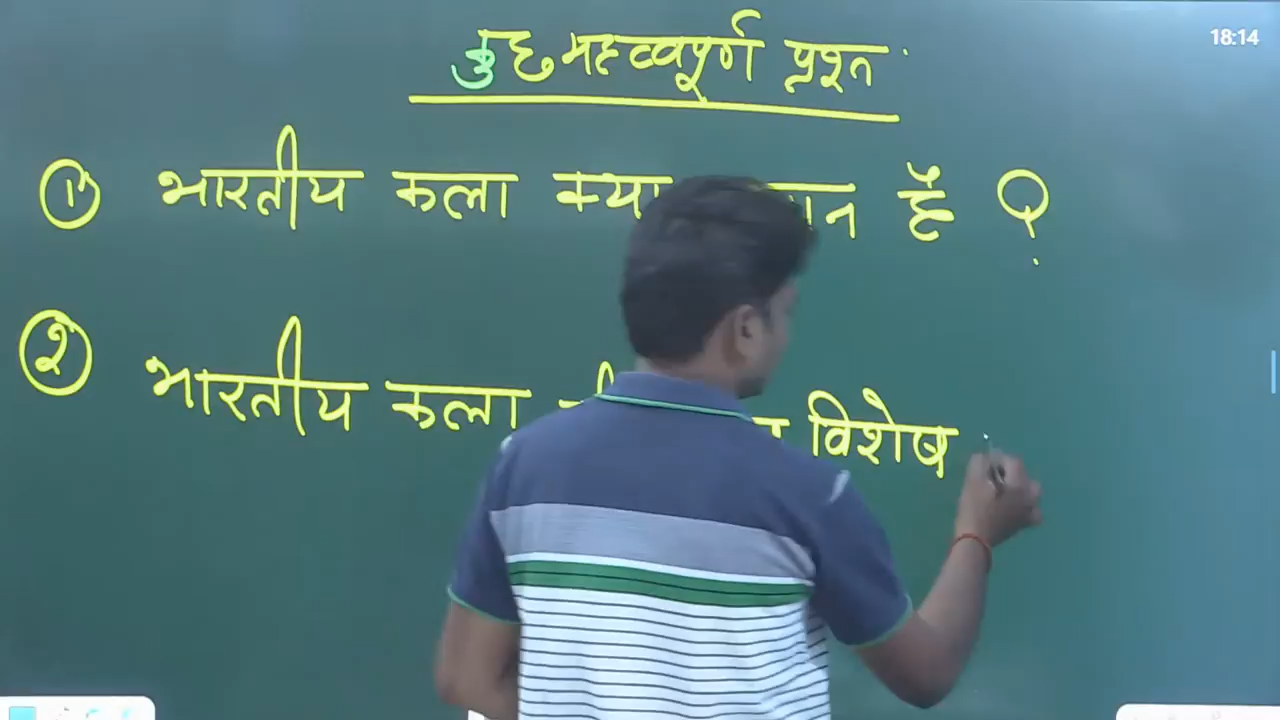 18:14
कुछ महत्वपूर्ण प्रश्न
① भारतीय कला क्या है ?
② भारतीय कला विशेष